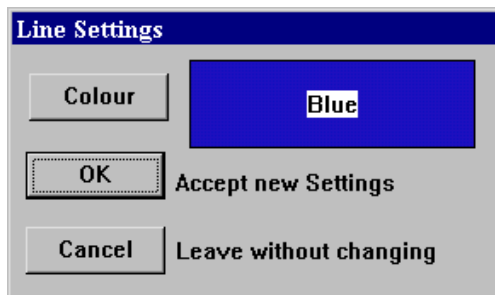 Line Settings
Colour
Blue
OK
Accept new Settings
Cancel
Leave without changing